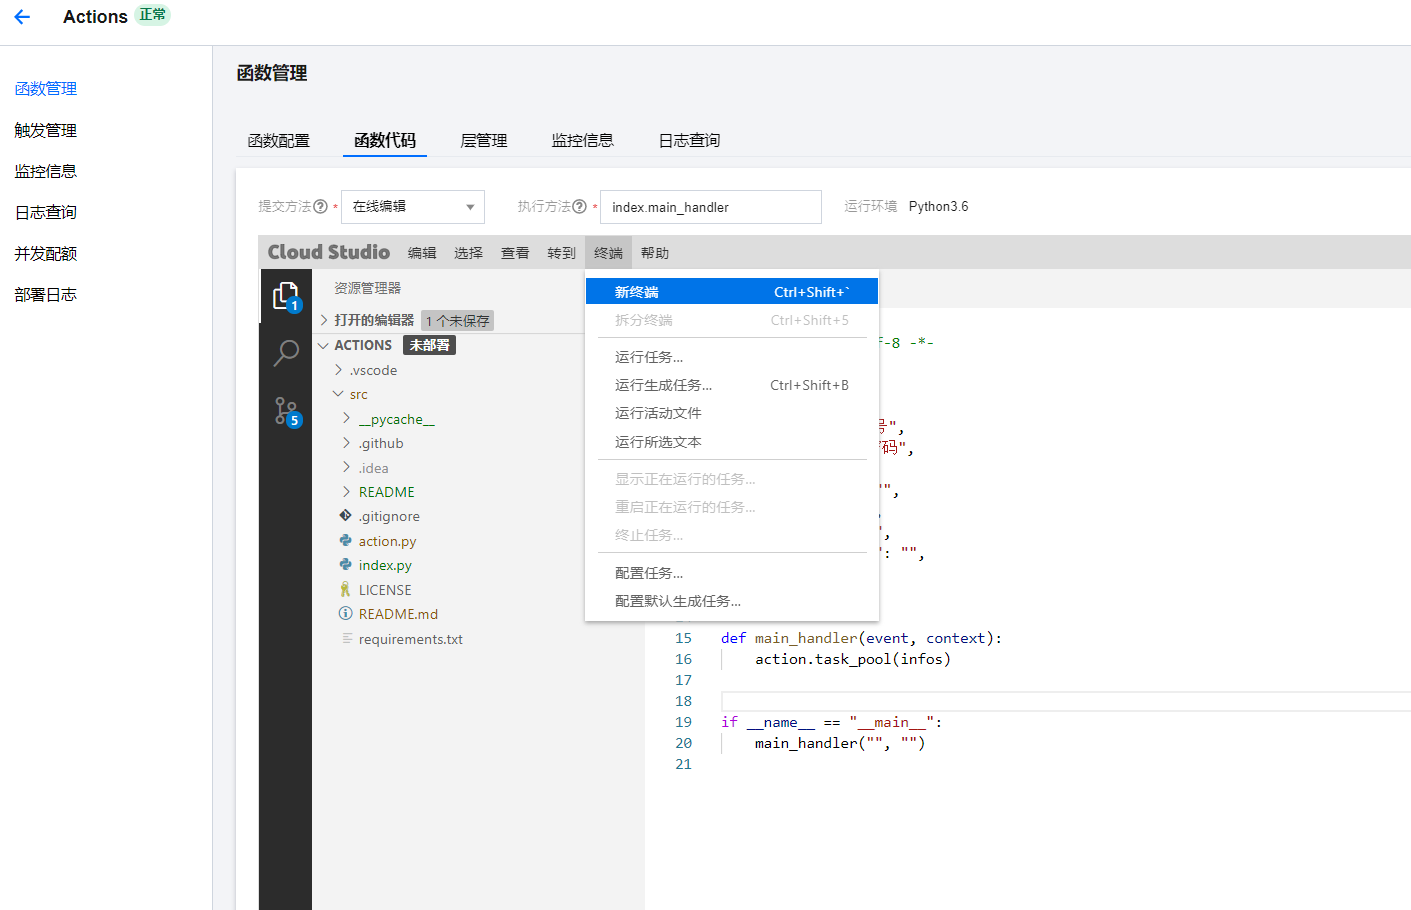 Actions 正常
函数管理
触发管理
监控信息
日志查询
并发配额
部署日志
函数管理
函数配置 函数代码 层管理 监控信息 日志查询
提交方法 * 在线编辑 执行方法 * index.main_handler 运行环境 Python3.6
Cloud Studio 编辑 选择 查看 转到 终端 帮助
资源管理器
打开的编辑器 1 个未保存
ACTIONS 未部署
.vscode
src
__pycache__
.github
.idea
README
.gitignore
action.py
index.py
LICENSE
README.md
requirements.txt
1
5
新终端 Ctrl+Shift+`
拆分终端 Ctrl+Shift+5
运行任务...
运行生成任务... Ctrl+Shift+B
运行活动文件
运行所选文本
显示正在运行的任务...
重启正在运行的任务...
终止任务...
配置任务...
配置默认生成任务...
f-8 -*-
号",
码",
",
",
": "",
15 def main_handler(event, context):
16 action.task_pool(infos)
17
18
19 if __name__ == "__main__":
20 main_handler("", "")
21